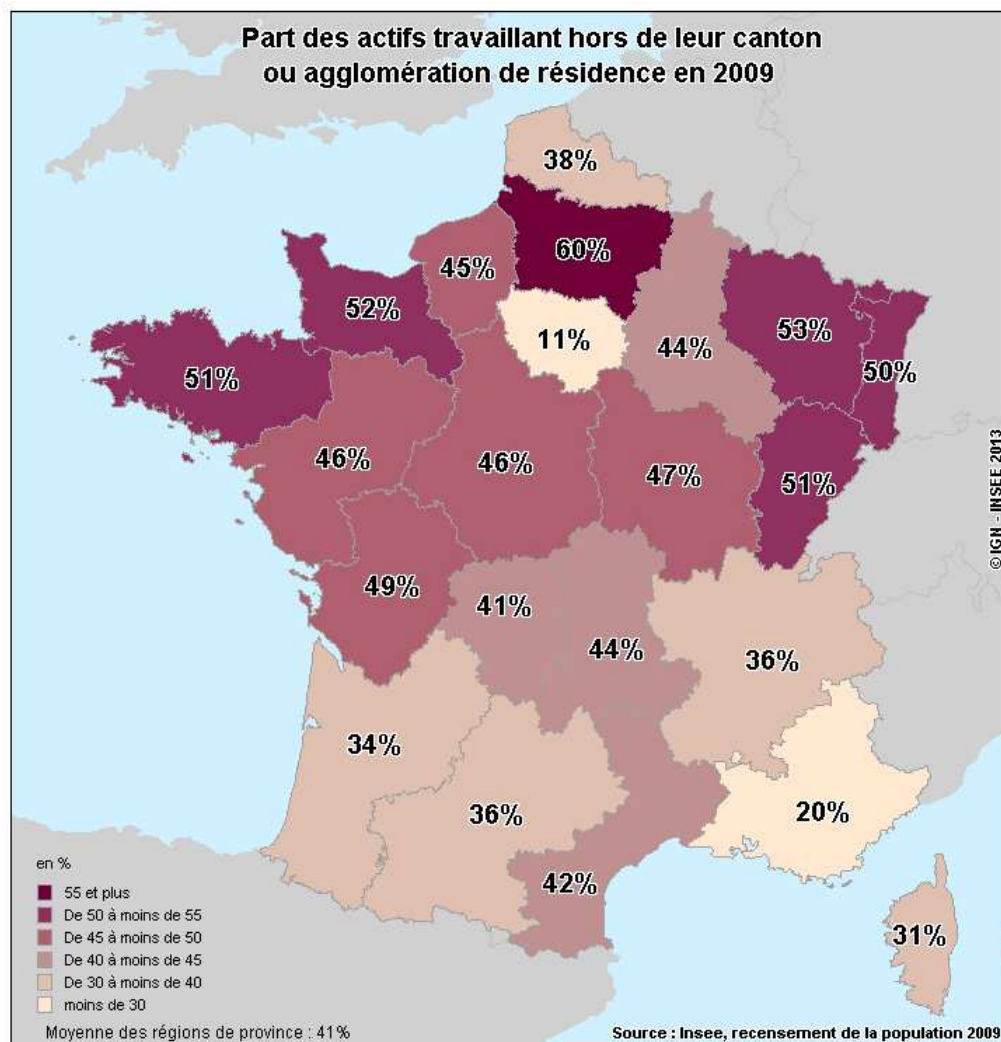 Part des actifs travaillant hors de leur canton
ou agglomération de résidence en 2009
38%
60%
45%
52%
11%
44%
53%
50%
51%
46%
46%
47%
51%
49%
41%
44%
36%
34%
36%
20%
42%
31%
©IGN - INSEE 2013
en %
55 et plus
De 50 à moins de 55
De 45 à moins de 50
De 40 à moins de 45
De 30 à moins de 40
moins de 30
Moyenne des régions de province : 41%
Source : Insee, recensement de la population 2009